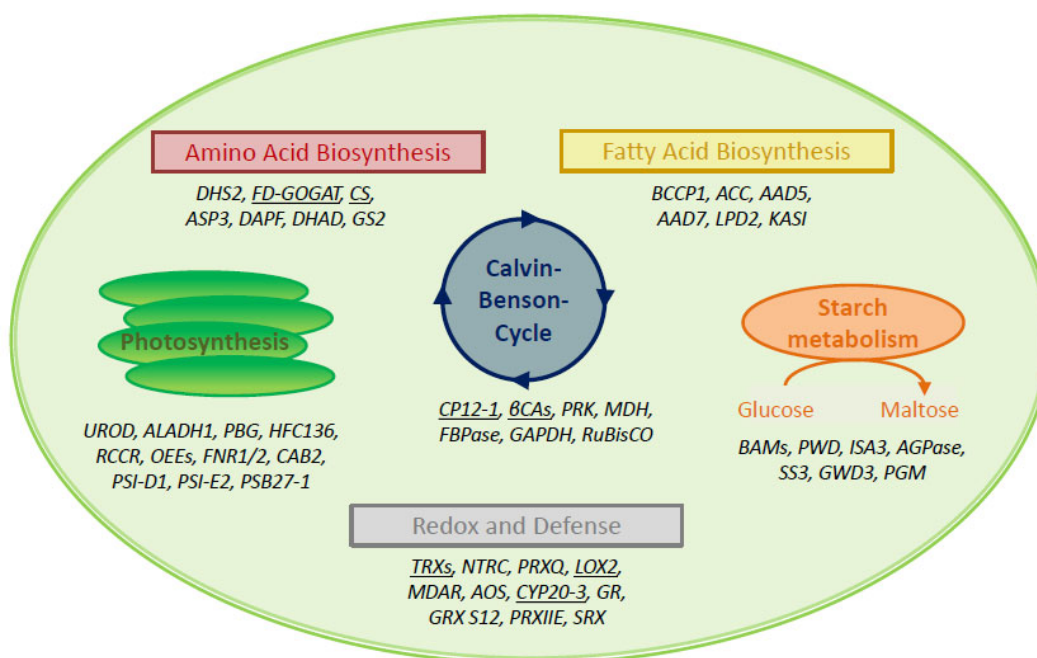 Amino Acid Biosynthesis
DHS2, FD-GOGAT, CS,
ASP3, DAPF, DHAD, GS2
Fatty Acid Biosynthesis
BCCP1, ACC, AAD5,
AAD7, LPD2, KASI
Photosynthesis
UROD, ALADH1, PBG, HFC136,
RCCR, OEEs, FNR1/2, CAB2,
PSI-D1, PSI-E2, PSB27-1
Calvin-
Benson-
Cycle
CP12-1, βCAs, PRK, MDH,
FBPase, GAPDH, RuBisCO
Starch
metabolism
Glucose
Maltose
BAMs, PWD, ISA3, AGPase,
SS3, GWD3, PGM
Redox and Defense
TRXs, NTRC, PRXQ, LOX2,
MDAR, AOS, CYP20-3, GR,
GRX S12, PRXIIE, SRX